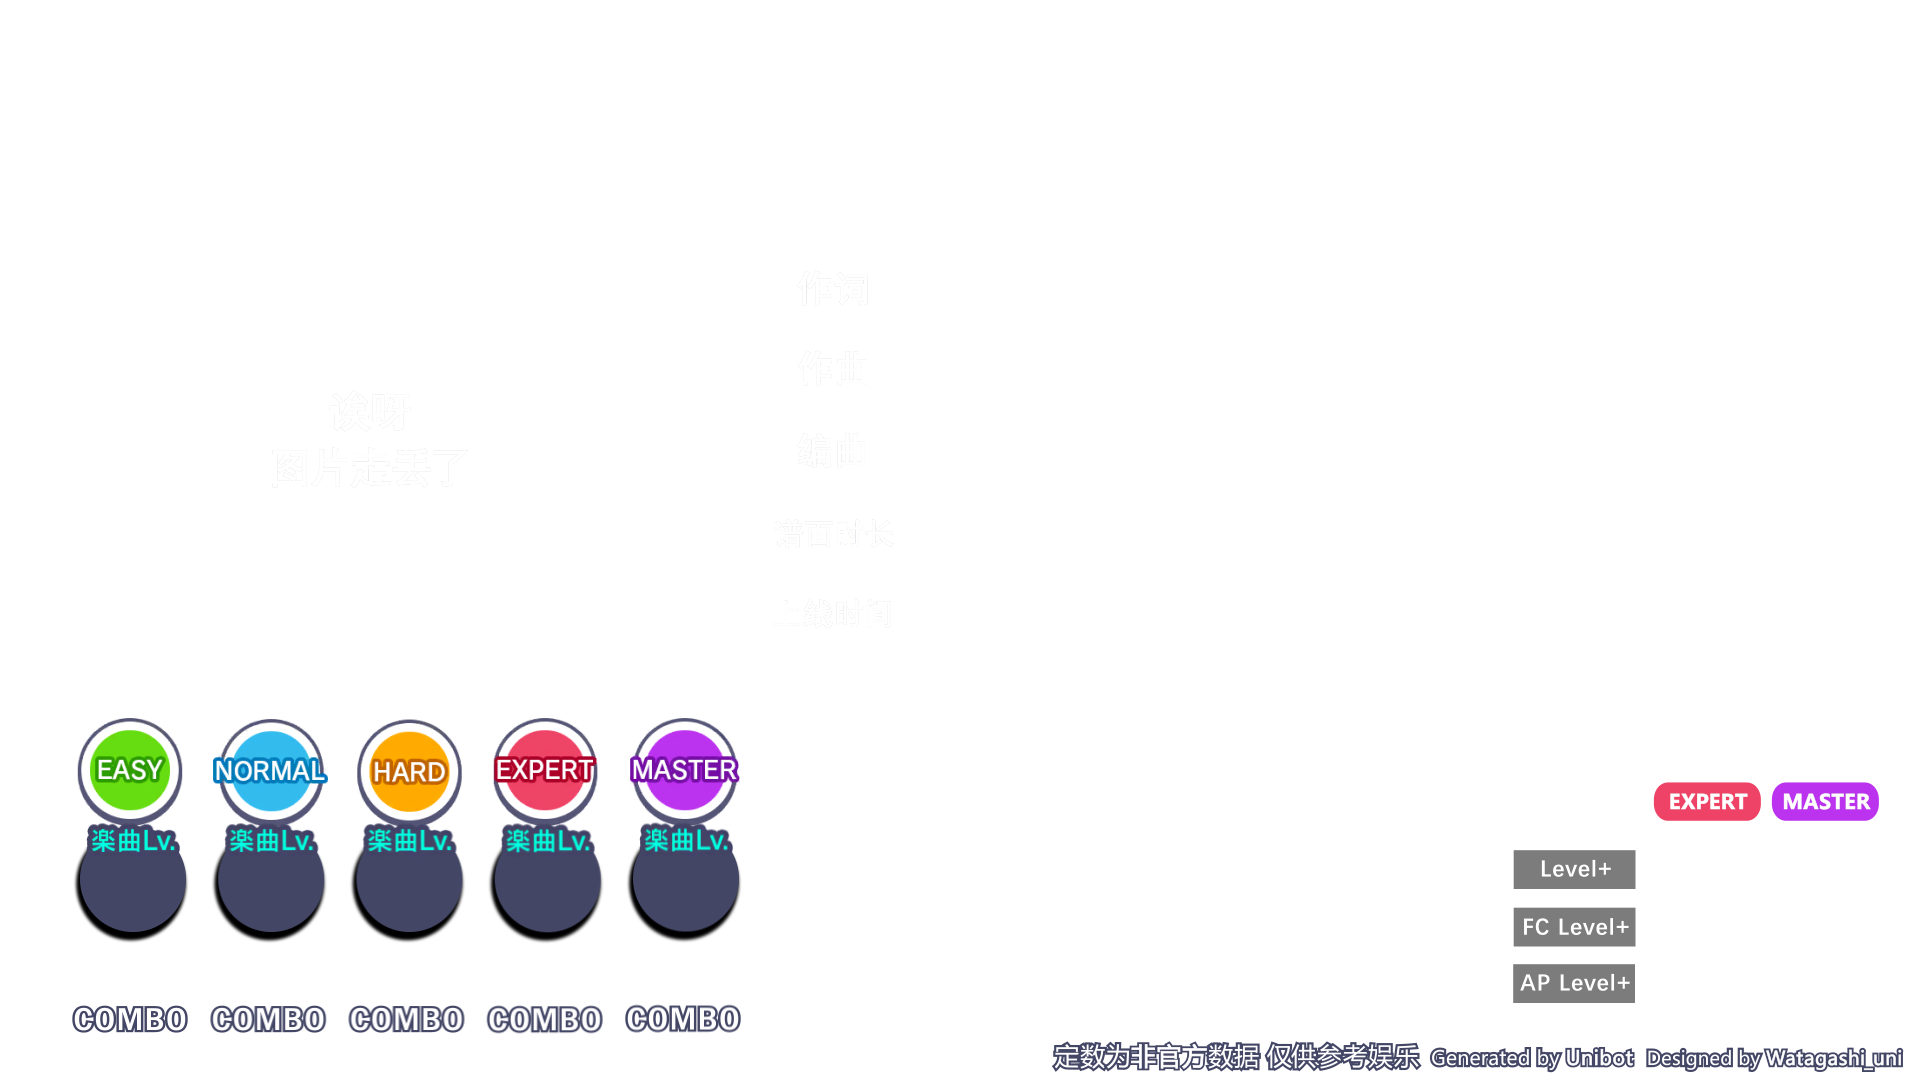 作词
作曲
诶呀
图片走丢了
编曲
谱面时长
上线时间
EASY NORMAL HARD EXPERT MASTER
楽曲Lv. 楽曲Lv. 楽曲Lv. 楽曲Lv. 楽曲Lv.
EXPERT MASTER
Level+
FC Level+
AP Level+
COMBO COMBO COMBO COMBO COMBO
定数为非官方数据 仅供参考娱乐 Generated by Unibot Designed by Watagashi_uni